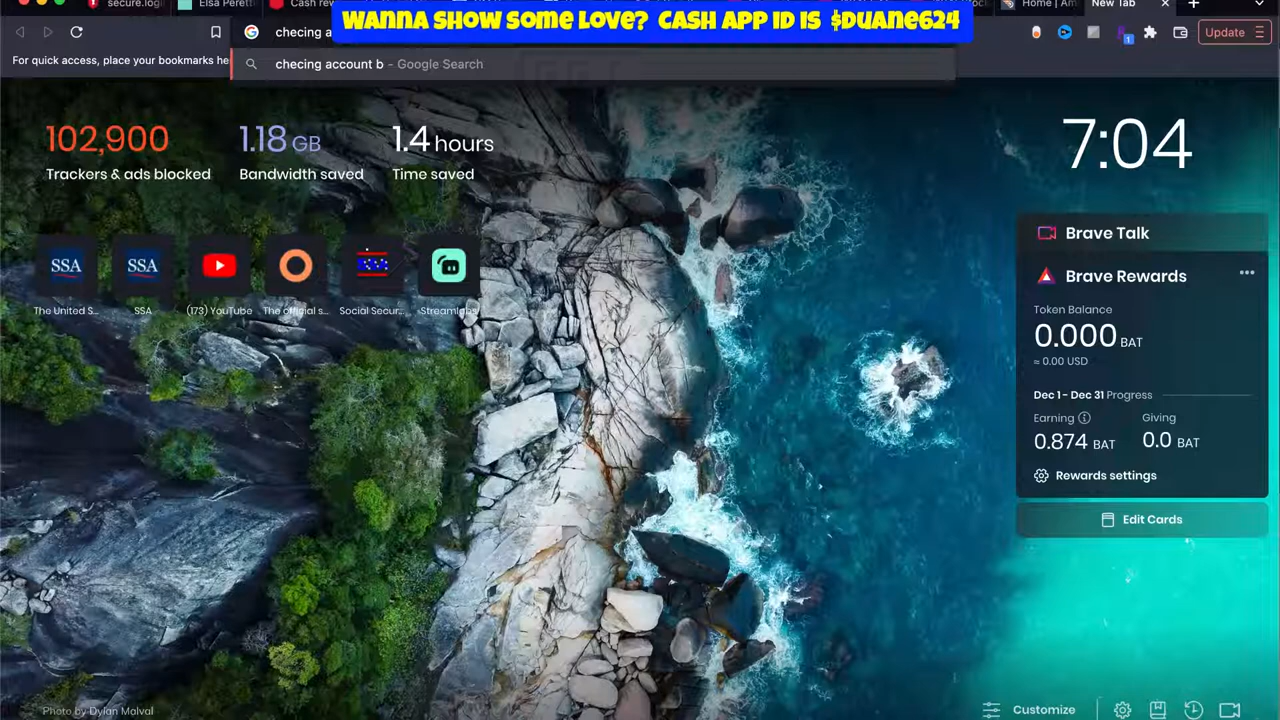 secure.logi
Elsa Perett
Cash rew
Home | Am
New Tab
WANNA SHOW SOME LOVE? CASH APP ID IS $DUANE624
checing a
1
Update
For quick access, place your bookmarks he
checing account b - Google Search
102,900
Trackers & ads blocked
1.18 GB
Bandwidth saved
1.4 hours
Time saved
7:04
SSA
SSA
The United S...
SSA
(173) YouTube
The official s...
Social Secur...
Streamlabs
Brave Talk
Brave Rewards
Token Balance
0.000 BAT
≈ 0.00 USD
Dec 1 - Dec 31 Progress
Earning
Giving
0.874 BAT
0.0 BAT
Rewards settings
Edit Cards
Photo by Dylan Malval
Customize